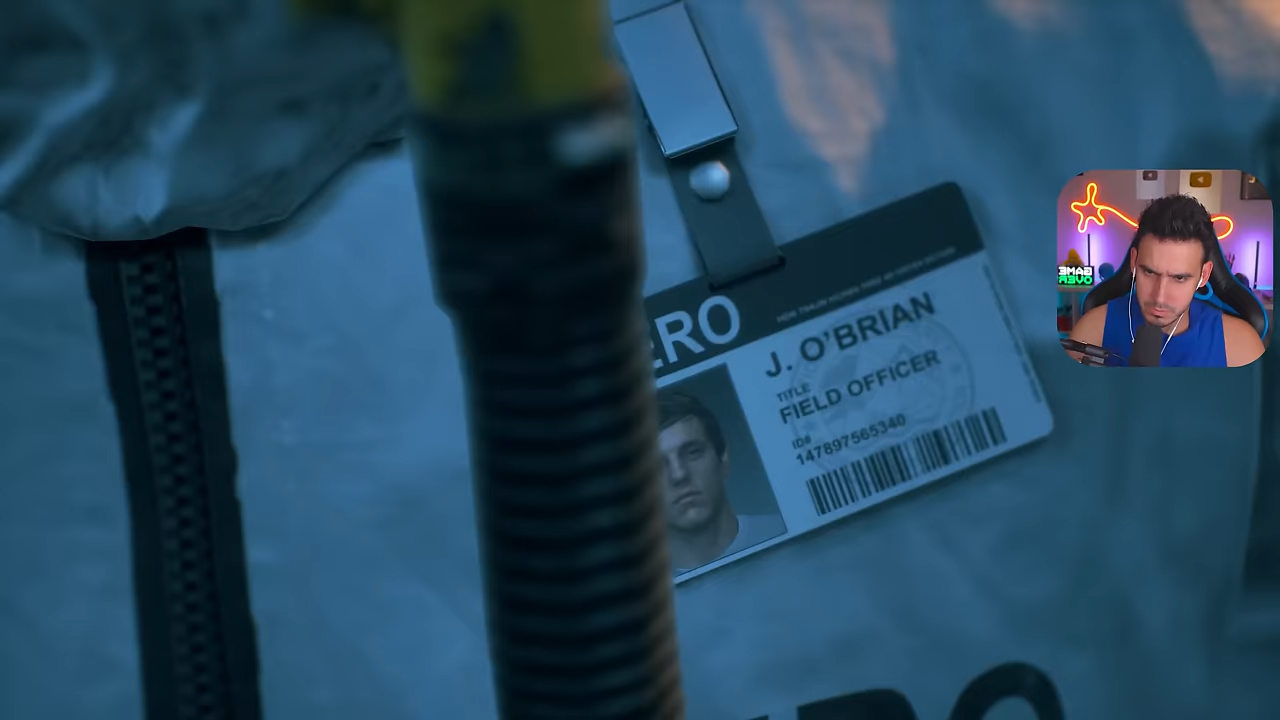 ERO
J. O'BRIAN
TITLE
FIELD OFFICER
ID#
147897565340
GAME
OVER